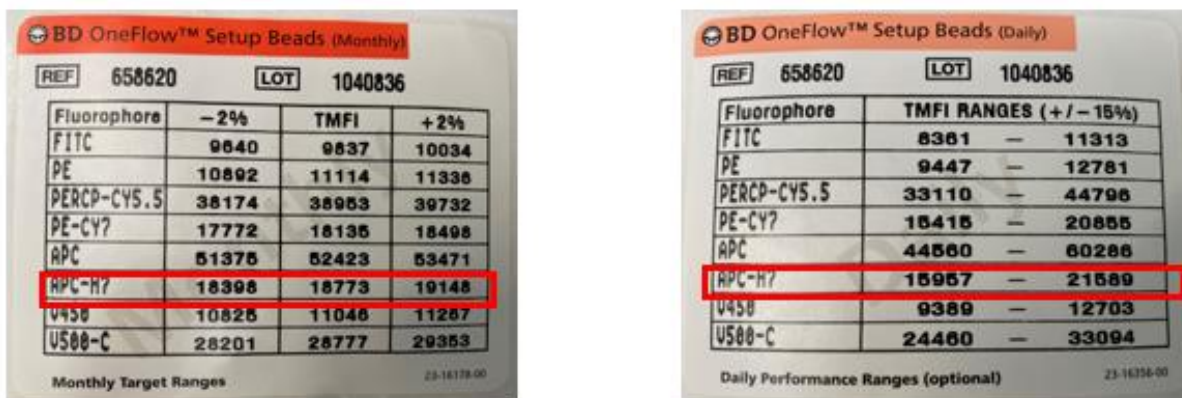 BD OneFlow™ Setup Beads (Monthly)
REF 658620 LOT 1040836
Fluorophore −2% TMFI +2%
FITC 9640 9837 10034
PE 10892 11114 11336
PERCP-CY5.5 38174 38953 39732
PE-CY7 17772 18135 18498
APC 51375 52423 53471
APC-H7 18398 18773 19148
V450 10825 11046 11267
V500-C 28201 28777 29353
Monthly Target Ranges 23-16178-00
BD OneFlow™ Setup Beads (Daily)
REF 658620 LOT 1040836
Fluorophore TMFI RANGES (+/−15%)
FITC 8361 — 11313
PE 9447 — 12781
PERCP-CY5.5 33110 — 44796
PE-CY7 15415 — 20855
APC 44560 — 60286
APC-H7 15957 — 21589
V450 9389 — 12703
V500-C 24460 — 33094
Daily Performance Ranges (optional) 23-16356-00